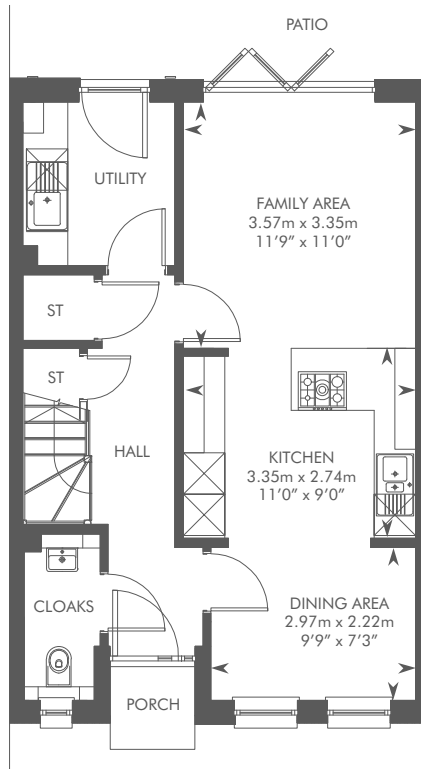 PATIO
UTILITY
FAMILY AREA
3.57m x 3.35m
11'9" x 11'0"
ST
ST
HALL
KITCHEN
3.35m x 2.74m
11'0" x 9'0"
CLOAKS
DINING AREA
2.97m x 2.22m
9'9" x 7'3"
PORCH